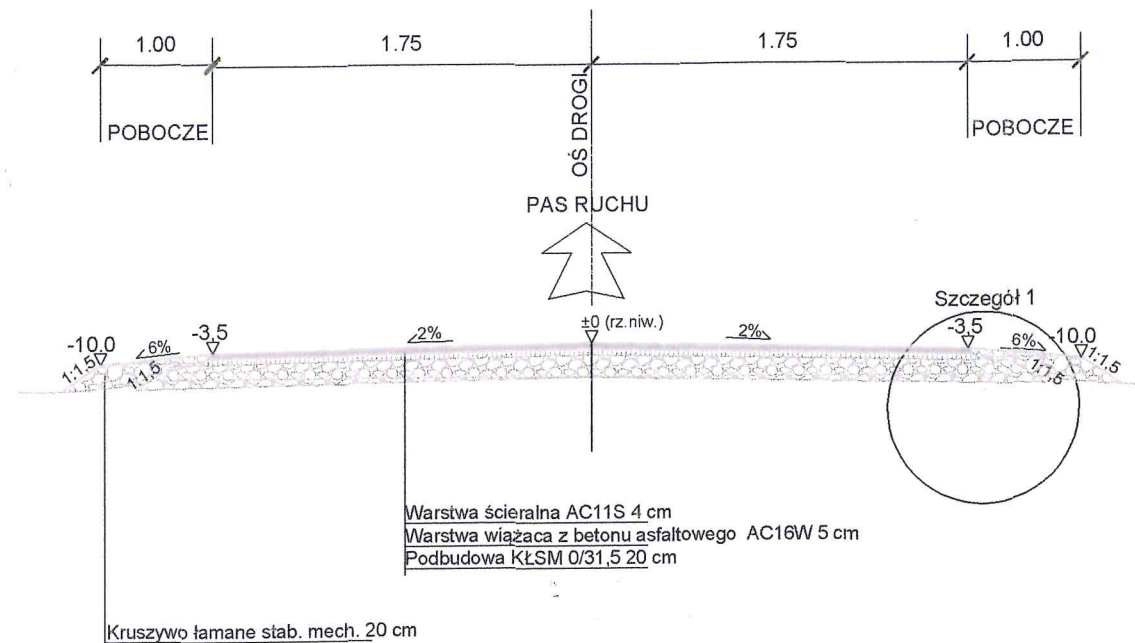 1.00 1.75 1.75 1.00
POBOCZE OŚ DROGI POBOCZE
PAS RUCHU
Szczegół 1
-10.0 6% -3,5 2% ±0 (rz.niw.) 2% -3,5 6% -10.0
1:1.5 1:1,5 1:1,5 1:1,5
Warstwa ścieralna AC11S 4 cm
Warstwa wiążaca z betonu asfaltowego AC16W 5 cm
Podbudowa KŁSM 0/31,5 20 cm
Kruszywo łamane stab. mech. 20 cm